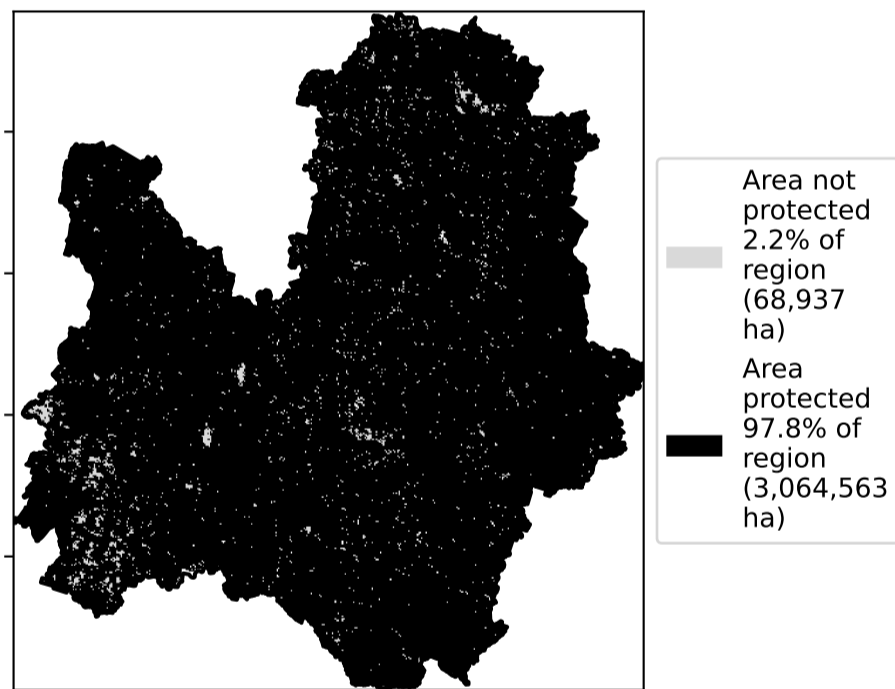 Area not
protected
2.2% of
region
(68,937
ha)
Area
protected
97.8% of
region
(3,064,563
ha)